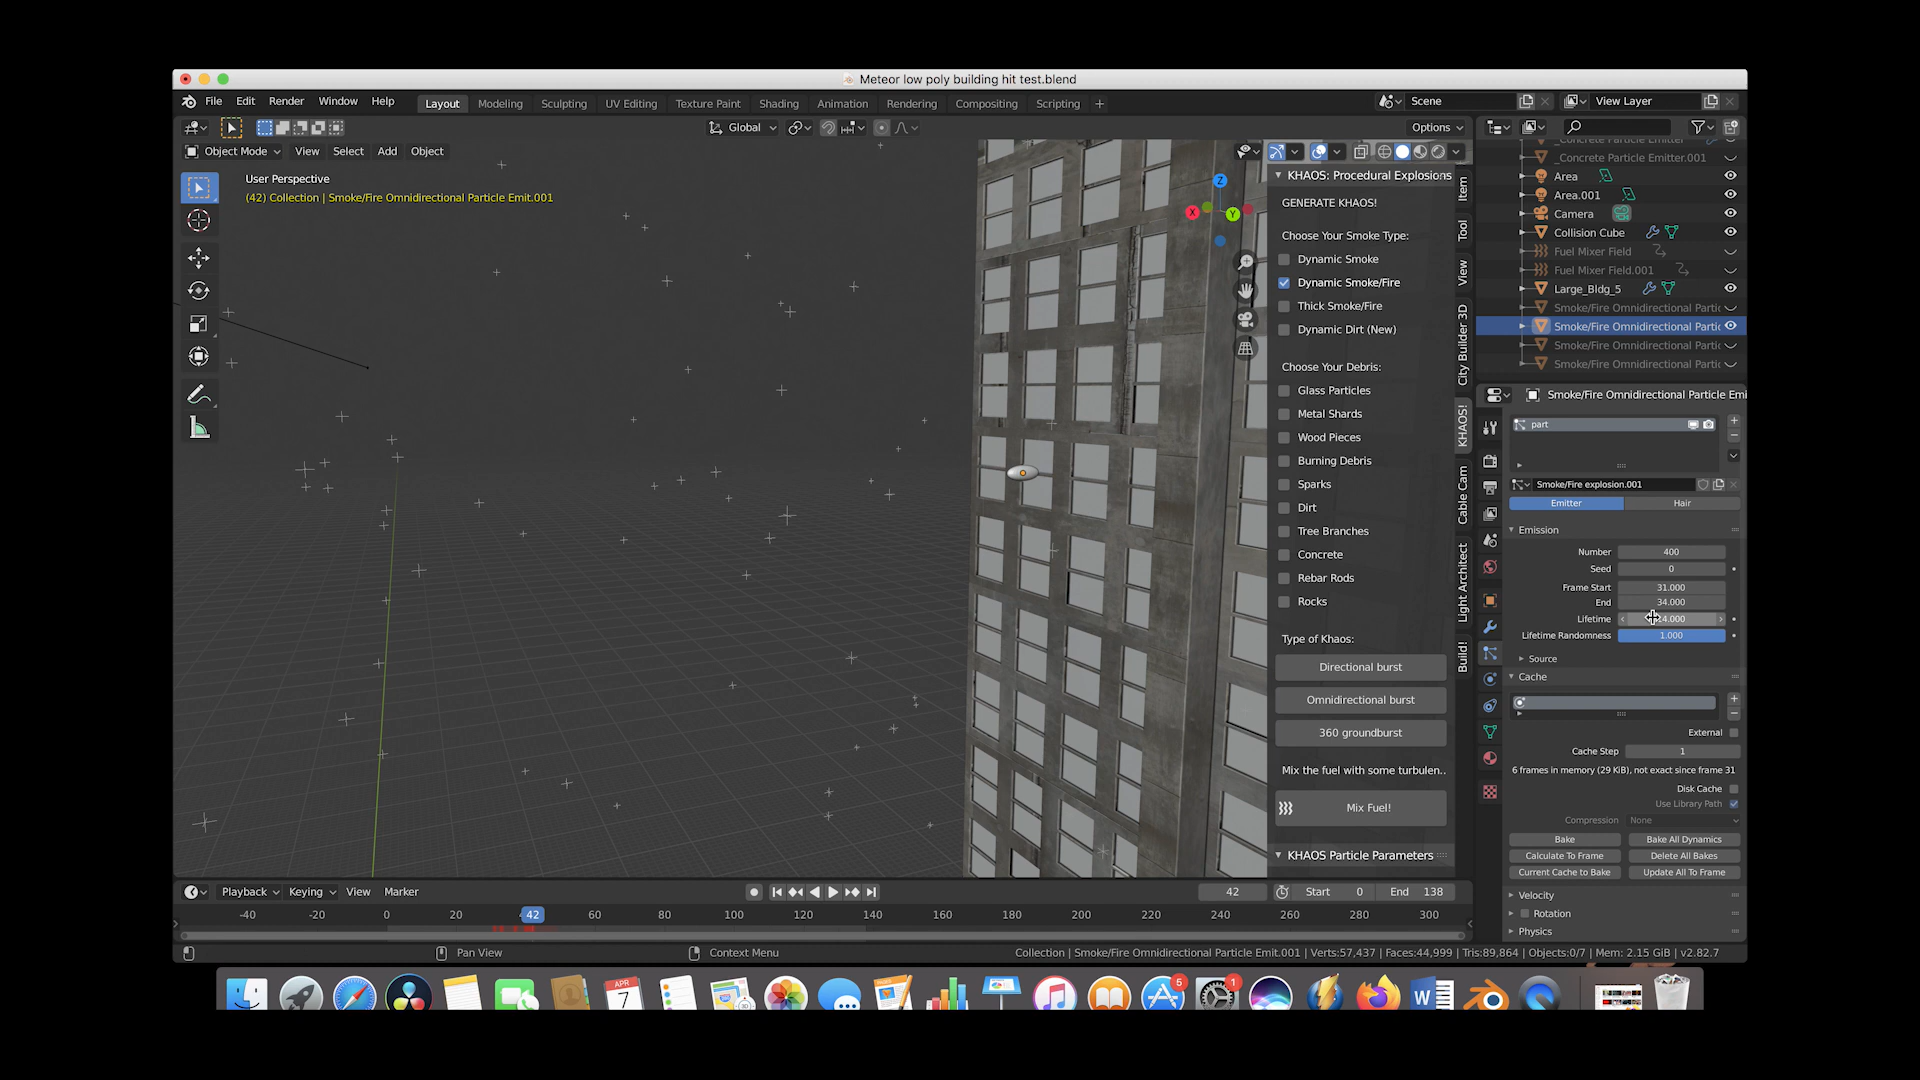 Meteor low poly building hit test.blend
File Edit Render Window Help
Layout Modeling Sculpting UV Editing Texture Paint Shading Animation Rendering Compositing Scripting +
Scene
View Layer
Global
Options
Object Mode View Select Add Object
User Perspective
(42) Collection | Smoke/Fire Omnidirectional Particle Emit.001
Z
X
Y
KHAOS: Procedural Explosions
GENERATE KHAOS!
Choose Your Smoke Type:
Dynamic Smoke
Dynamic Smoke/Fire
Thick Smoke/Fire
Dynamic Dirt (New)
Choose Your Debris:
Glass Particles
Metal Shards
Wood Pieces
Burning Debris
Sparks
Dirt
Tree Branches
Concrete
Rebar Rods
Rocks
Type of Khaos:
Directional burst
Omnidirectional burst
360 groundburst
Mix the fuel with some turbulen..
Mix Fuel!
KHAOS Particle Parameters
Item
Tool
View
City Builder 3D
KHAOS!
Cable Cam
Light Architect
Build!
_Concrete Particle Emitter
_Concrete Particle Emitter.001
Area
Area.001
Camera
Collision Cube
Fuel Mixer Field
Fuel Mixer Field.001
Large_Bldg_5
Smoke/Fire Omnidirectional Partic
Smoke/Fire Omnidirectional Partic
Smoke/Fire Omnidirectional Partic
Smoke/Fire Omnidirectional Partic
Smoke/Fire Omnidirectional Particle Emi
part
Smoke/Fire explosion.001
Emitter Hair
Emission
Number 400
Seed 0
Frame Start 31.000
End 34.000
Lifetime
Lifetime Randomness 1.000
Source
Cache
External
Cache Step 1
6 frames in memory (29 KiB), not exact since frame 31
Disk Cache
Use Library Path
Compression None
Bake Bake All Dynamics
Calculate To Frame Delete All Bakes
Current Cache to Bake Update All To Frame
Velocity
Rotation
Physics
Playback Keying View Marker
42 Start 0 End 138
-40 -20 0 20 42 60 80 100 120 140 160 180 200 220 240 260 280 300
Pan View Context Menu
Collection | Smoke/Fire Omnidirectional Particle Emit.001 | Verts:57,437 | Faces:44,999 | Tris:89,864 | Objects:0/7 | Mem: 2.15 GiB | v2.82.7
APR
7
5
1
W